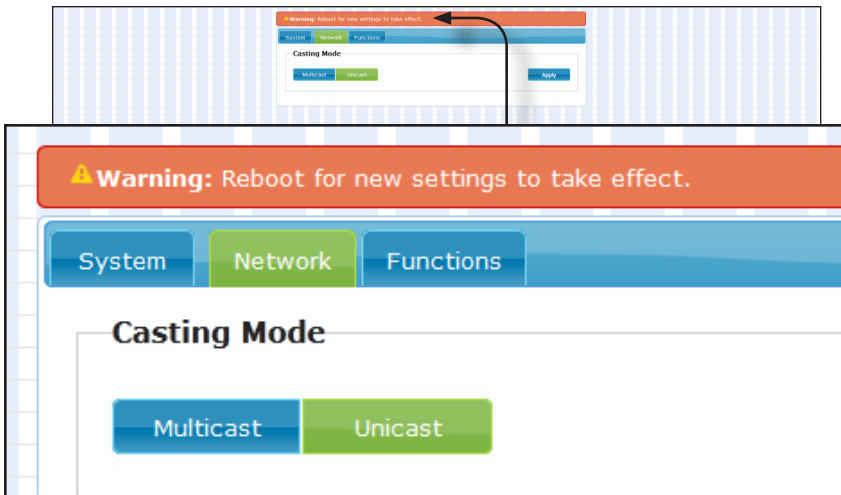 Warning: Reboot for new settings to take effect.
System Network Functions
Casting Mode
Multicast Unicast Apply
Warning: Reboot for new settings to take effect.
System Network Functions
Casting Mode
Multicast Unicast